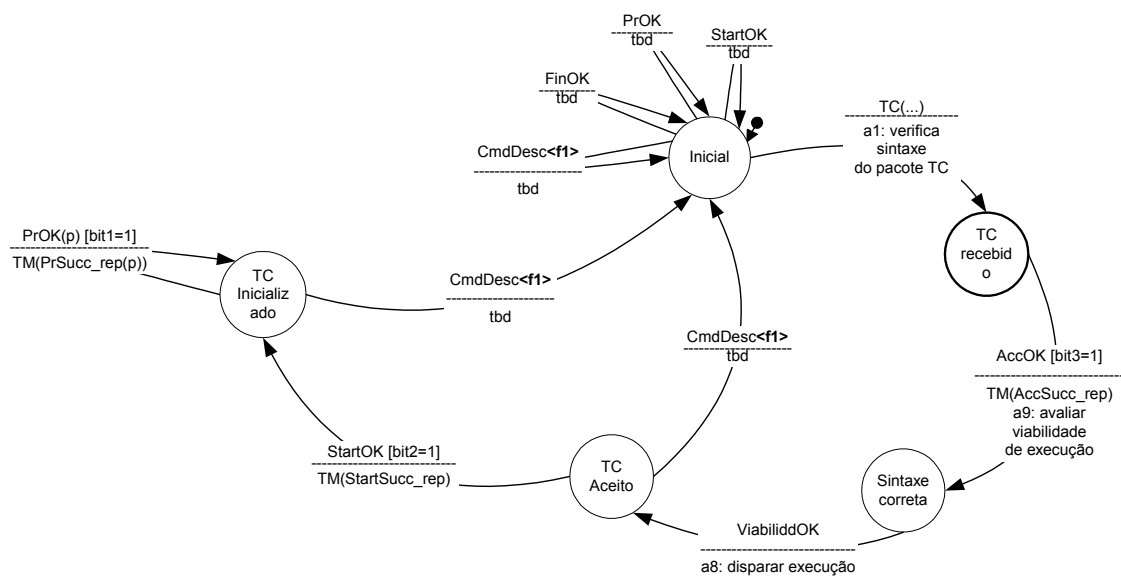 PrOK
tbd
StartOK
tbd
FinOK
tbd
CmdDesc<f1>
tbd
Inicial
TC(...)
a1: verifica
sintaxe
do pacote TC
TC
recebid
o
PrOK(p) [bit1=1]
TM(PrSucc_rep(p))
TC
Inicializ
ado
CmdDesc<f1>
tbd
CmdDesc<f1>
tbd
AccOK [bit3=1]
TM(AccSucc_rep)
a9: avaliar
viabilidade
de execução
StartOK [bit2=1]
TM(StartSucc_rep)
TC
Aceito
Sintaxe
correta
ViabiliddOK
a8: disparar execução